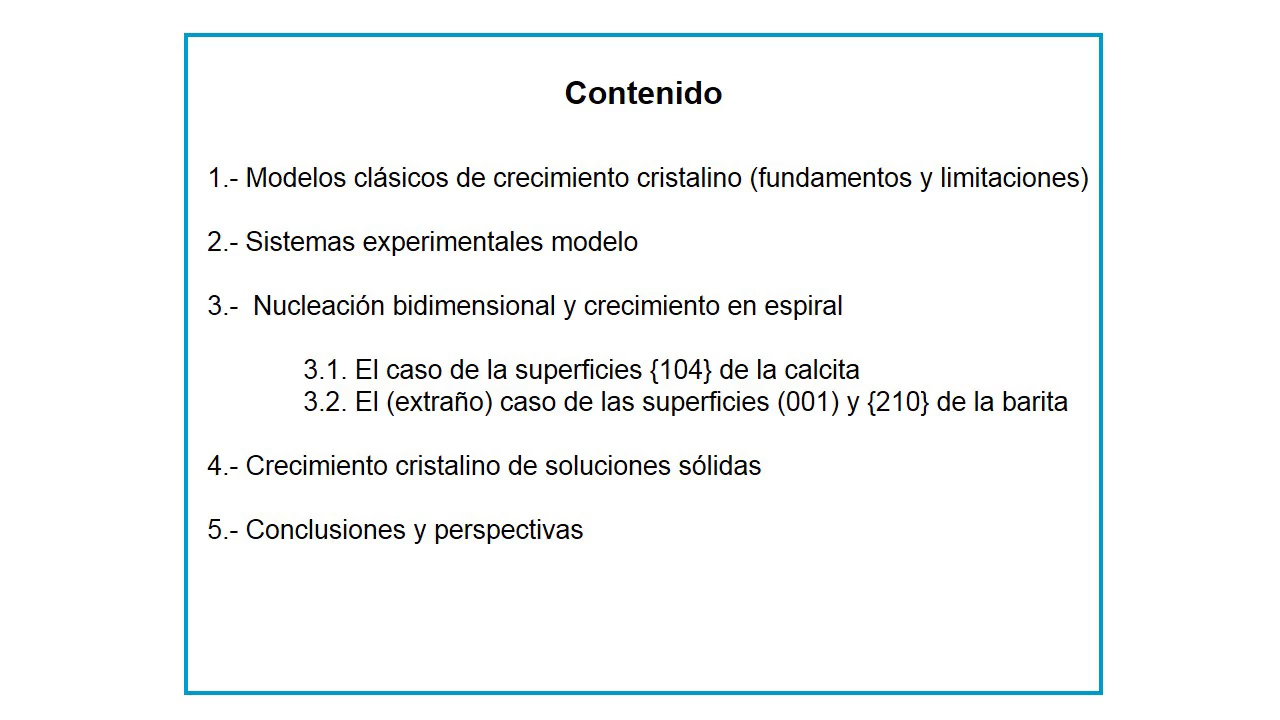 Contenido
1.- Modelos clásicos de crecimiento cristalino (fundamentos y limitaciones)
2.- Sistemas experimentales modelo
3.-  Nucleación bidimensional y crecimiento en espiral
3.1. El caso de la superficies {104} de la calcita
3.2. El (extraño) caso de las superficies (001) y {210} de la barita
4.- Crecimiento cristalino de soluciones sólidas
5.- Conclusiones y perspectivas